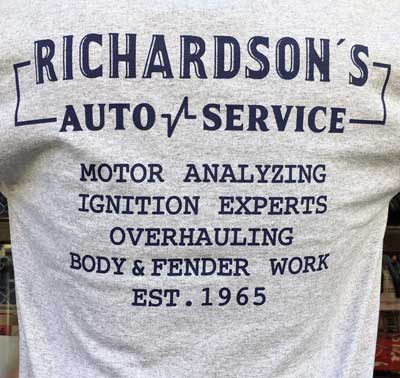 RICHARDSON´S
AUTO SERVICE
MOTOR ANALYZING
IGNITION EXPERTS
OVERHAULING
BODY & FENDER WORK
EST.1965